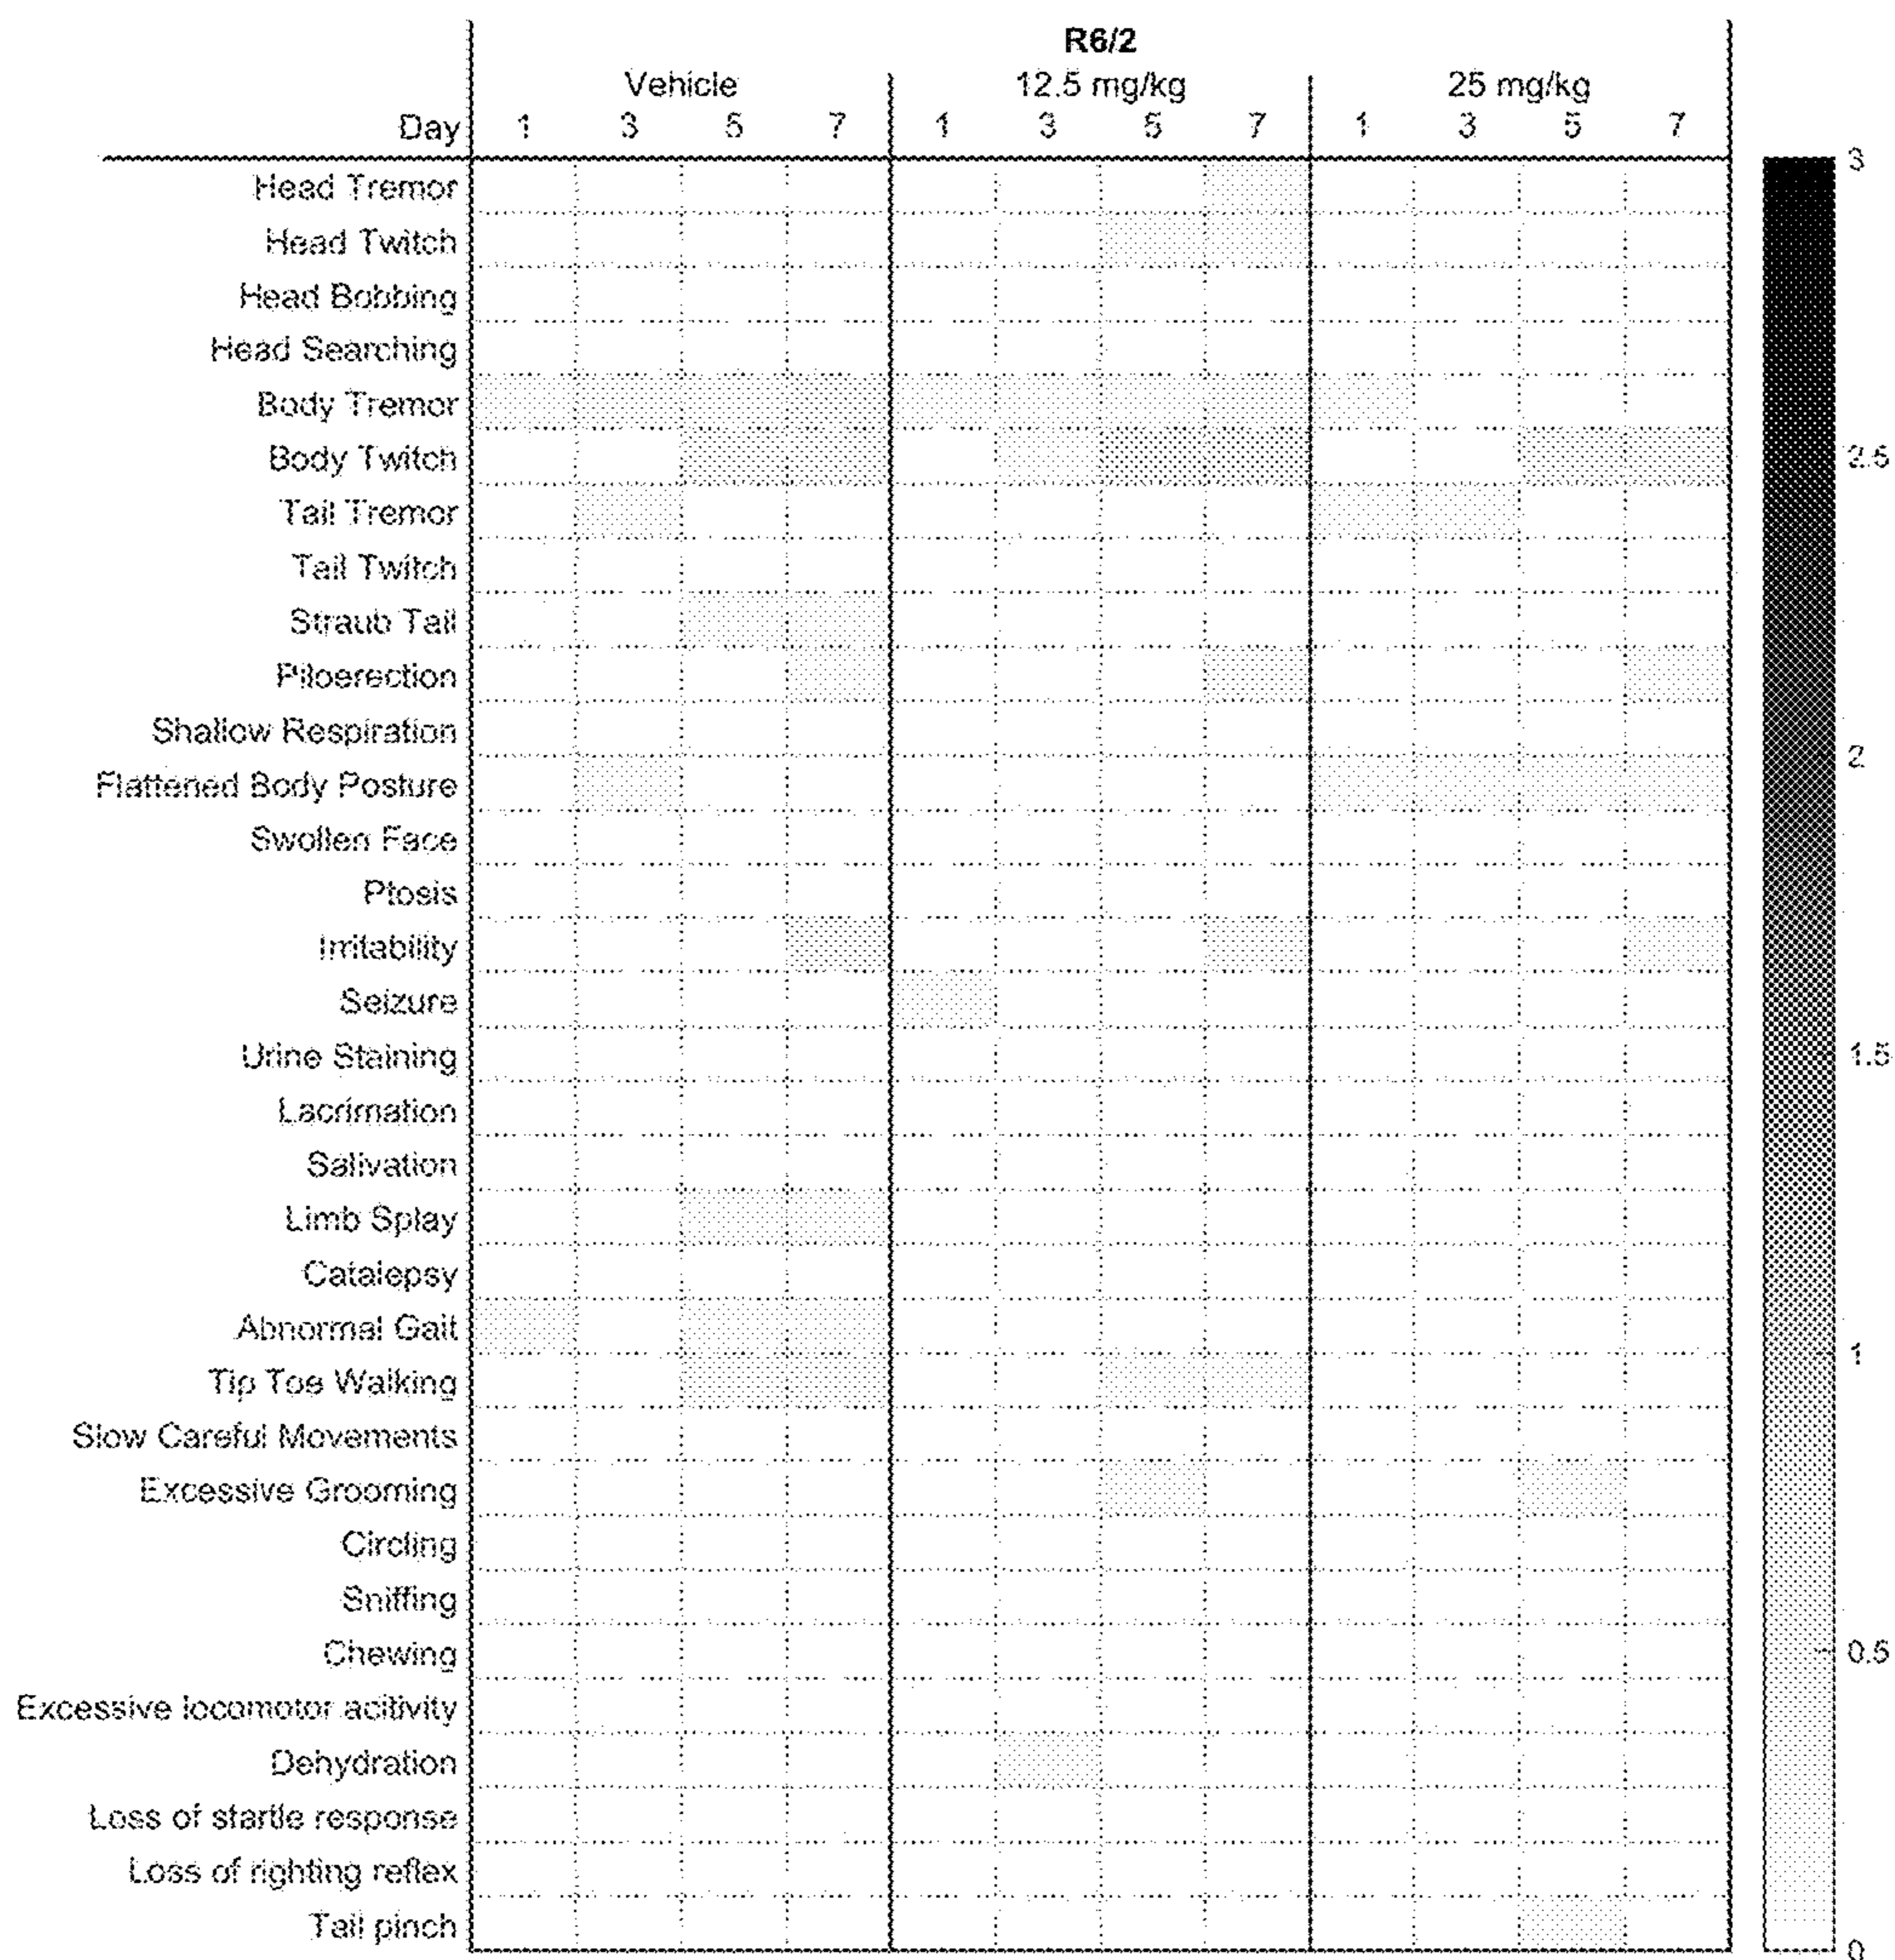 R6/2
Vehicle 12.5 mg/kg 25 mg/kg
Day 1 3 5 7 1 3 5 7 1 3 5 7
3
Head Tremor
Head Twitch
Head Bobbing
Head Searching
Body Tremor
Body Twitch 2.5
Tail Tremor
Tail Twitch
Straub Tail
Piloerection
Shallow Respiration
2
Flattened Body Posture
Swollen Face
Ptosis
Irritability
Seizure
Urine Staining 1.5
Lacrimation
Salivation
Limb Splay
Catalepsy
Abnormal Gait
1
Tip Toe Walking
Slow Careful Movements
Excessive Grooming
Circling
Sniffing
Chewing 0.5
Excessive locomotor acitivity
Dehydration
Loss of startle response
Loss of righting reflex
Tail pinch
0